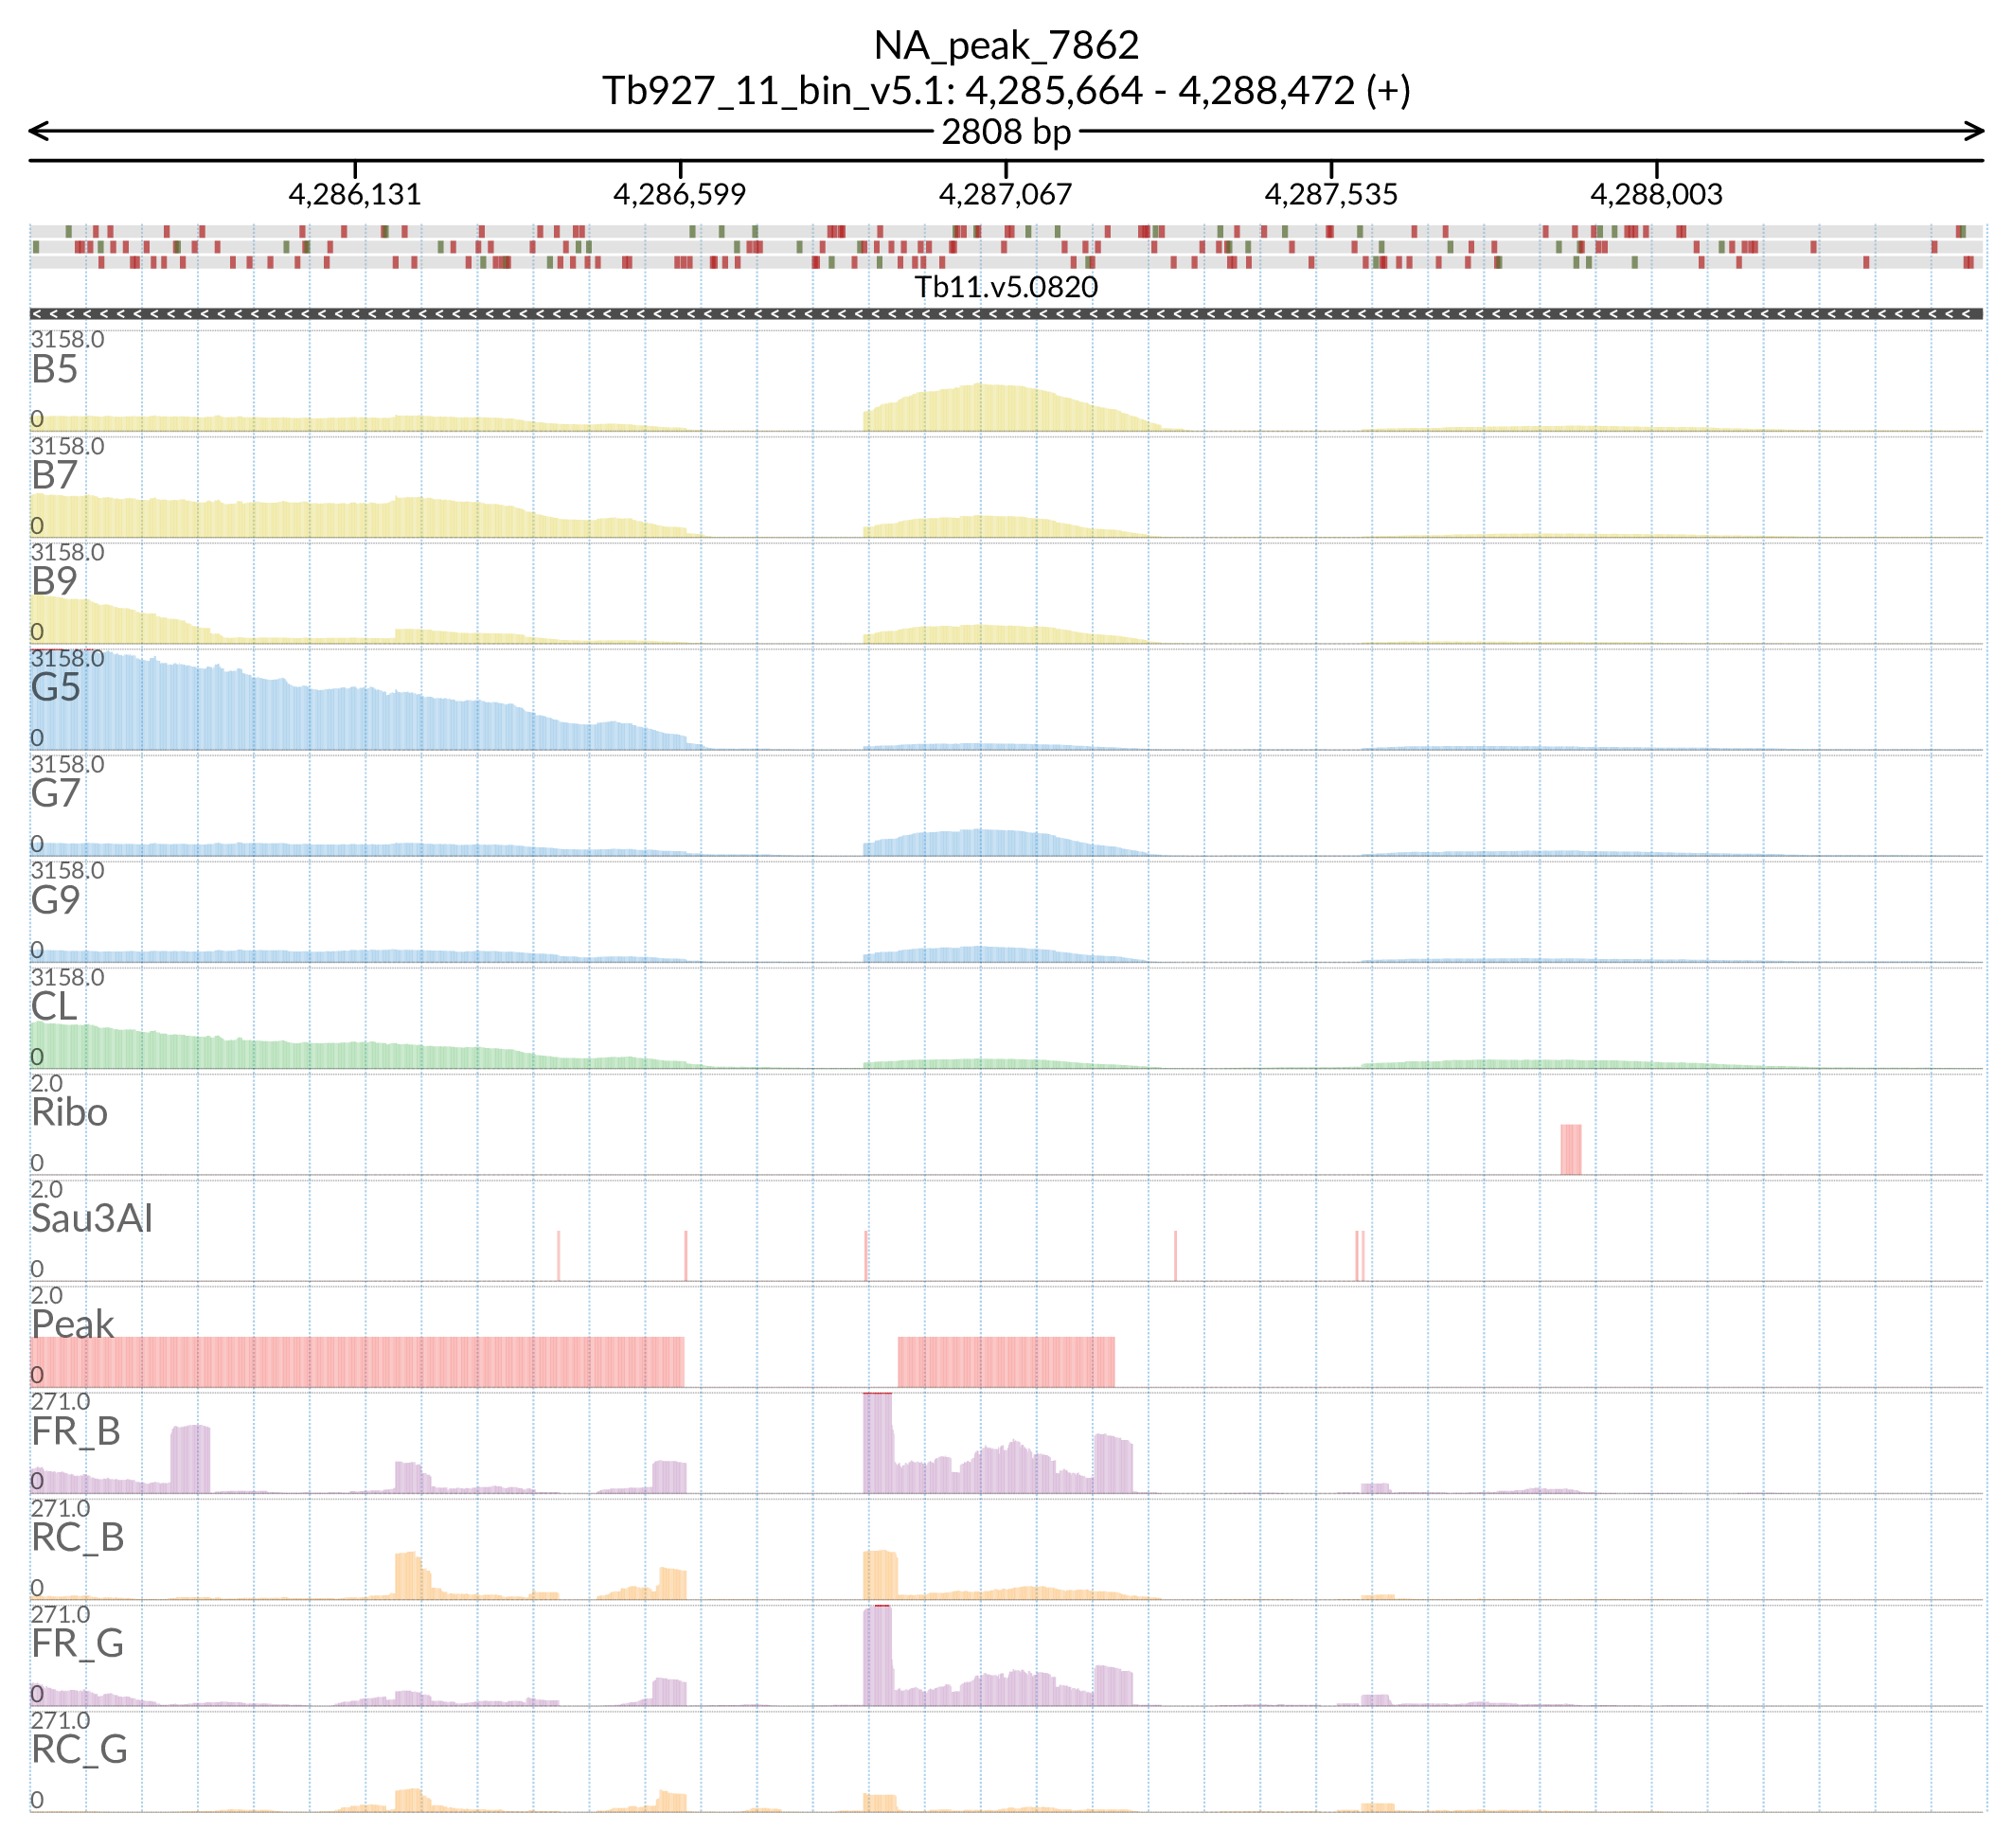 NA_peak_7862
Tb927_11_bin_v5.1: 4,285,664 - 4,288,472 (+)
2808 bp
4,286,131 4,286,599 4,287,067 4,287,535 4,288,003
Tb11.v5.0820
3158.0
B5
0
3158.0
B7
0
3158.0
B9
0
3158.0
G5
0
3158.0
G7
0
3158.0
G9
0
3158.0
CL
0
2.0
Ribo
0
2.0
Sau3AI
0
2.0
Peak
0
271.0
FR_B
0
271.0
RC_B
0
271.0
FR_G
0
271.0
RC_G
0